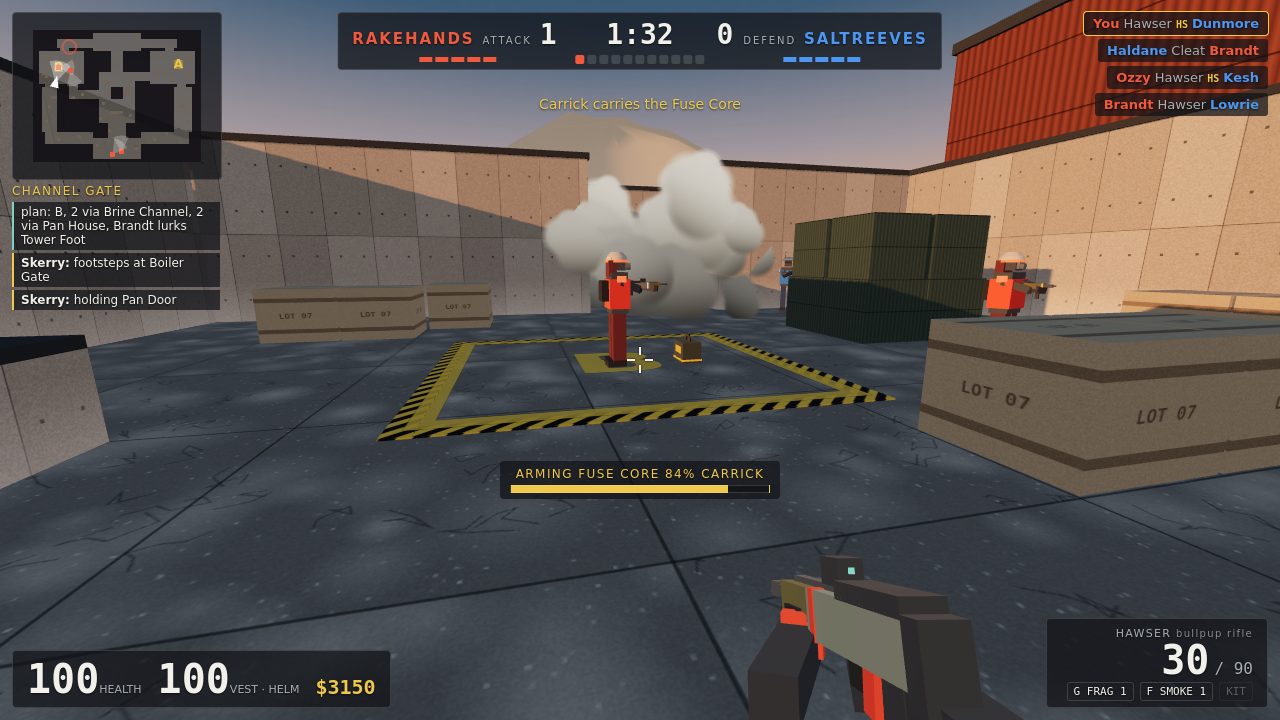 RAKEHANDS ATTACK 1 1:32 0 DEFEND SALTREEVES
Carrick carries the Fuse Core
You Hawser HS Dunmore
Haldane Cleat Brandt
Ozzy Hawser HS Kesh
Brandt Hawser Lowrie
B
A
CHANNEL GATE
plan: B, 2 via Brine Channel, 2
via Pan House, Brandt lurks
Tower Foot
Skerry: footsteps at Boiler
Gate
Skerry: holding Pan Door
LOT 07
LOT 07
LOT 07
LOT 07
LOT 07
ARMING FUSE CORE 84% CARRICK
100 HEALTH 100 VEST · HELM $3150
HAWSER bullpup rifle
30 / 90
G FRAG 1 F SMOKE 1 KIT